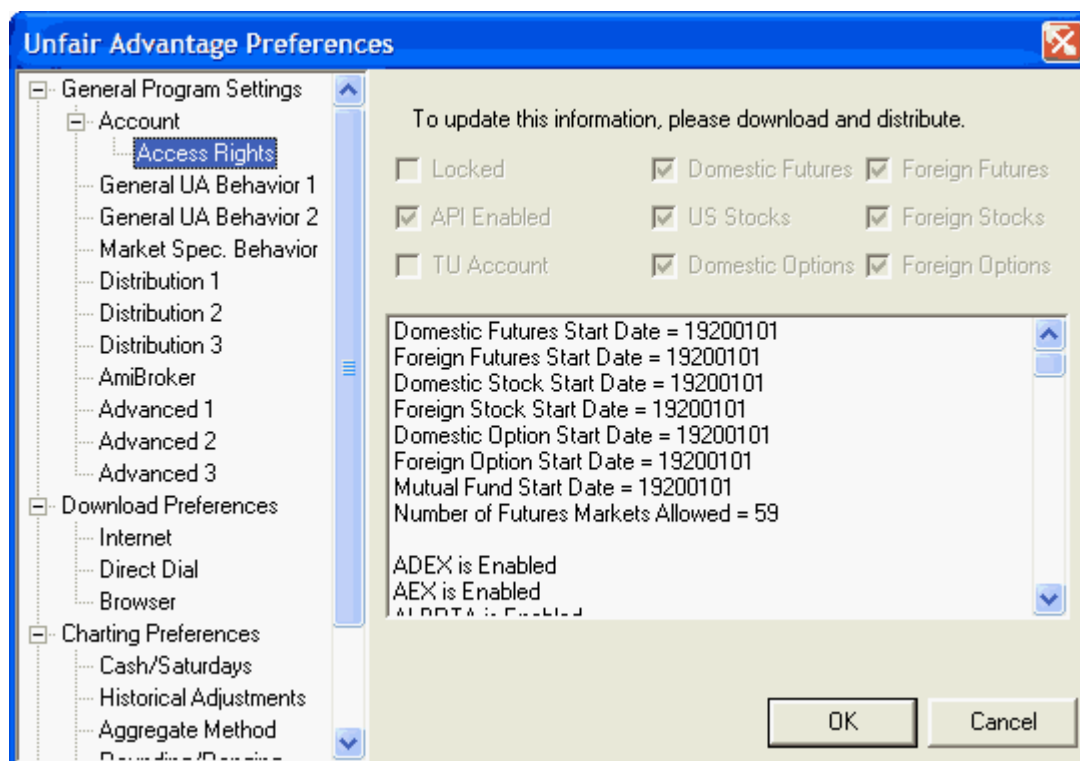 Unfair Advantage Preferences
General Program Settings
Account
Access Rights
General UA Behavior 1
General UA Behavior 2
Market Spec. Behavior
Distribution 1
Distribution 2
Distribution 3
AmiBroker
Advanced 1
Advanced 2
Advanced 3
Download Preferences
Internet
Direct Dial
Browser
Charting Preferences
Cash/Saturdays
Historical Adjustments
Aggregate Method
To update this information, please download and distribute.
Locked Domestic Futures Foreign Futures
API Enabled US Stocks Foreign Stocks
TU Account Domestic Options Foreign Options
Domestic Futures Start Date = 19200101
Foreign Futures Start Date = 19200101
Domestic Stock Start Date = 19200101
Foreign Stock Start Date = 19200101
Domestic Option Start Date = 19200101
Foreign Option Start Date = 19200101
Mutual Fund Start Date = 19200101
Number of Futures Markets Allowed = 59
ADEX is Enabled
AEX is Enabled
is Enabled
OK Cancel